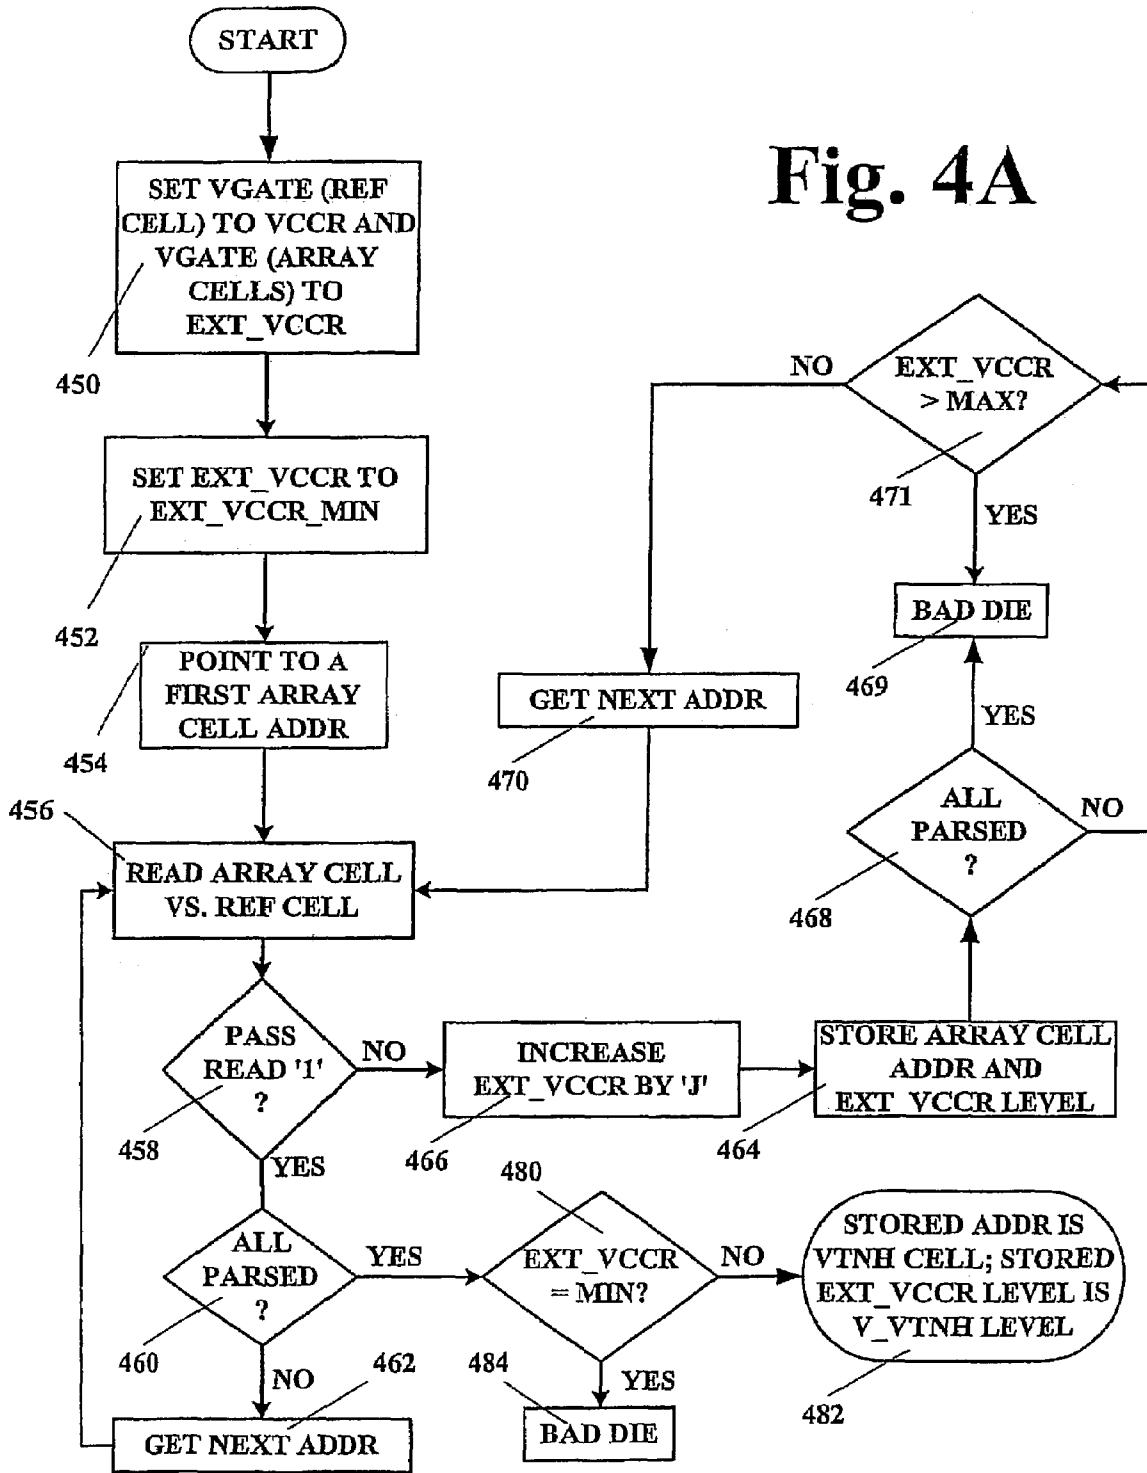 START
Fig. 4A
SET VGATE (REF
CELL) TO VCCR AND
VGATE (ARRAY
CELLS) TO
EXT_VCCR
450
SET EXT_VCCR TO
EXT_VCCR_MIN
452
POINT TO A
FIRST ARRAY
CELL ADDR
454
456
READ ARRAY CELL
VS. REF CELL
PASS
READ '1'
?
458
NO
YES
ALL
PARSED
?
460
YES
NO
462
GET NEXT ADDR
INCREASE
EXT_VCCR BY 'J'
466
STORE ARRAY CELL
ADDR AND
EXT_VCCR LEVEL
464
ALL
PARSED
?
468
NO
YES
BAD DIE
469
EXT_VCCR
> MAX?
471
NO
YES
GET NEXT ADDR
470
480
EXT_VCCR
= MIN?
NO
YES
484
BAD DIE
STORED ADDR IS
VTNH CELL; STORED
EXT_VCCR LEVEL IS
V_VTNH LEVEL
482